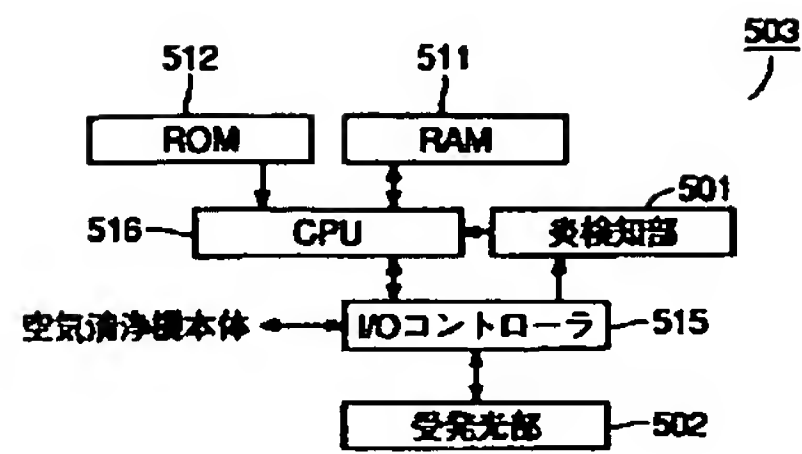 503
512
511
ROM
RAM
501
516
CPU
炎検知部
空気清浄機本体
I/Oコントローラ
515
受発光部
502